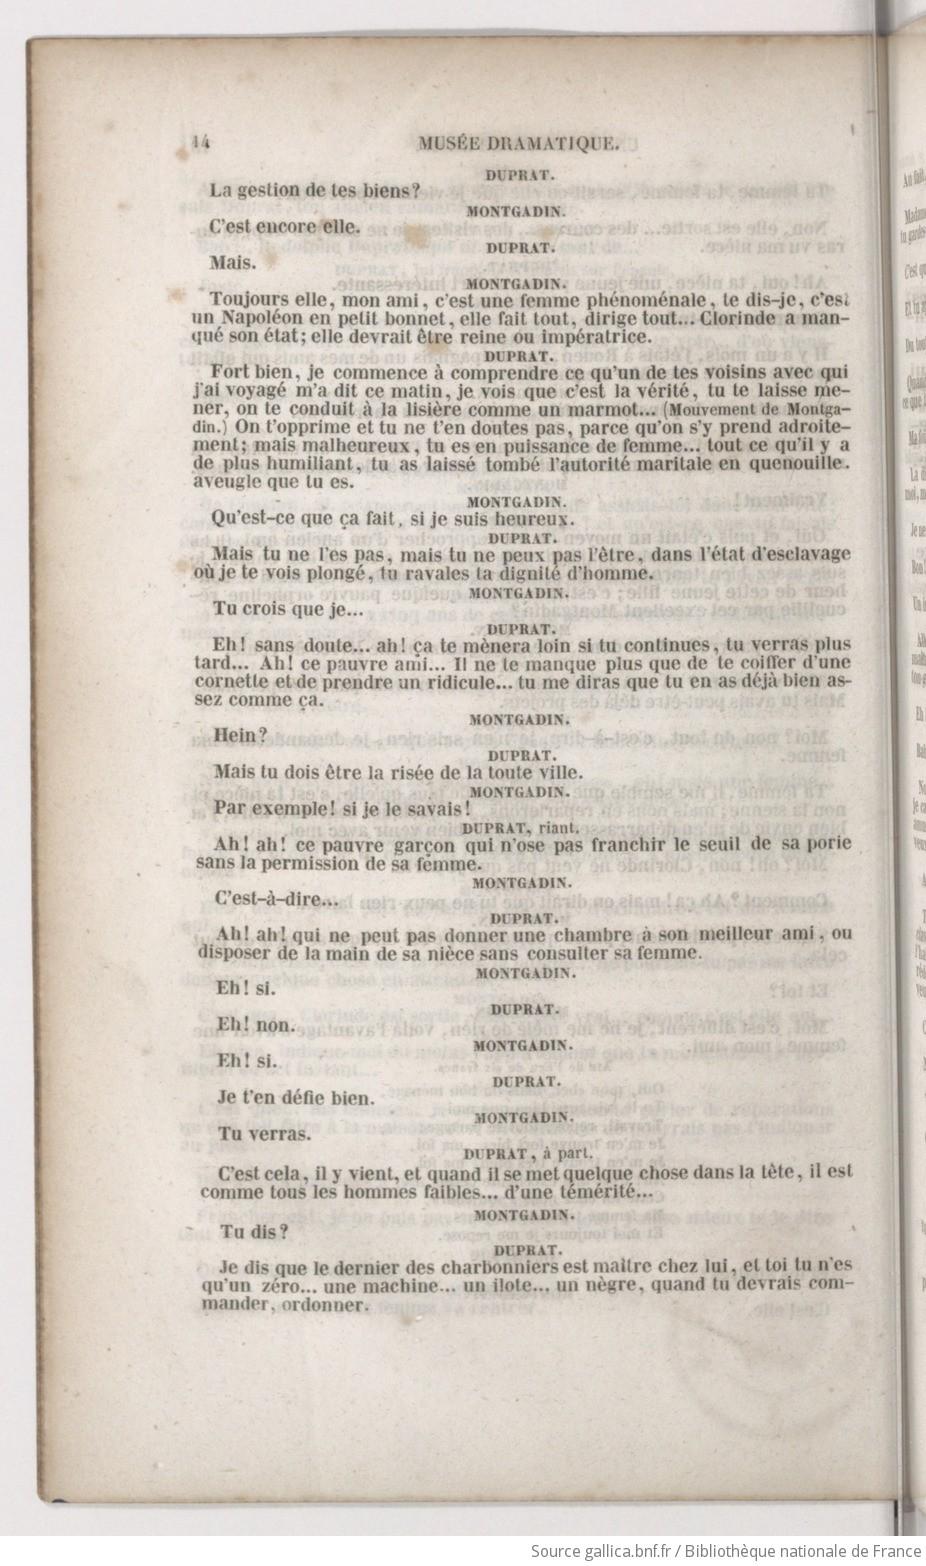 14
MUSÉE DRAMATIQUE.
DUPRAT.
La gestion de tes biens?
MONTGADIN.
C'est encore elle.
DUPRAT.
Mais.
MONTGADIN.
Toujours elle, mon ami, c'est une femme phénoménale, te dis-je, c'est
un Napoléon en petit bonnet, elle fait tout, dirige tout... Clorinde a man-
qué son état; elle devrait être reine ou impératrice.
DUPRAT.
Fort bien, je commence à comprendre ce qu'un de tes voisins avec qui
j'ai voyagé m'a dit ce matin, je vois que c'est la vérité, tu te laisse me-
ner, on te conduit à la lisière comme un marmot... (Mouvement de Montga-
din.) On t'opprime et tu ne t'en doutes pas, parce qu'on s'y prend adroite-
ment; mais malheureux, tu es en puissance de femme... tout ce qu'il y a
de plus humiliant, tu as laissé tombé l'autorité maritale en quenouille.
aveugle que tu es.
MONTGADIN.
Qu'est-ce que ça fait, si je suis heureux.
DUPRAT.
Mais tu ne l'es pas, mais tu ne peux pas l'être, dans l'état d'esclavage
où je te vois plongé, tu ravales ta dignité d'homme.
MONTGADIN.
Tu crois que je...
DUPRAT.
Eh! sans doute... ah! ça te mènera loin si tu continues, tu verras plus
tard... Ah! ce pauvre ami... Il ne te manque plus que de te coiffer d'une
cornette et de prendre un ridicule... tu me diras que tu en as déjà bien as-
sez comme ça.
MONTGADIN.
Hein?
DUPRAT.
Mais tu dois être la risée de la toute ville.
MONTGADIN.
Par exemple! si je le savais!
DUPRAT, riant.
Ah! ah! ce pauvre garçon qui n'ose pas franchir le seuil de sa porte
sans la permission de sa femme.
MONTGADIN.
C'est-à-dire...
DUPRAT.
Ah! ah! qui ne peut pas donner une chambre à son meilleur ami, ou
disposer de la main de sa nièce sans consulter sa femme.
MONTGADIN.
Eh! si.
DUPRAT.
Eh! non.
MONTGADIN.
Eh! si.
DUPRAT.
Je t'en défie bien.
MONTGADIN.
Tu verras.
DUPRAT, à part.
C'est cela, il y vient, et quand il se met quelque chose dans la tête, il est
comme tous les hommes faibles... d'une témérité...
MONTGADIN.
Tu dis?
DUPRAT.
Je dis que le dernier des charbonniers est maître chez lui, et toi tu n'es
qu'un zéro... une machine... un ilote... un nègre, quand tu devrais com-
mander, ordonner.
Source gallica.bnf.fr / Bibliothèque nationale de France